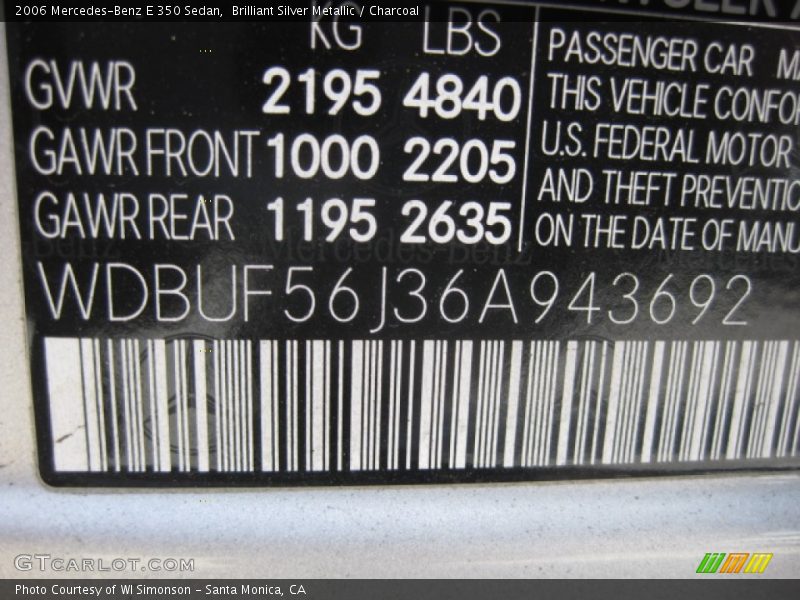 2006 Mercedes-Benz E 350 Sedan, Brilliant Silver Metallic / Charcoal
KG LBS
GVWR 2195 4840
GAWR FRONT 1000 2205
GAWR REAR 1195 2635
PASSENGER CAR
THIS VEHICLE CONFO
U.S. FEDERAL MOTOR
AND THEFT PREVENTIO
ON THE DATE OF MANU
WDBUF56J36A943692
GTCARLOT.COM
Photo Courtesy of WI Simonson - Santa Monica, CA